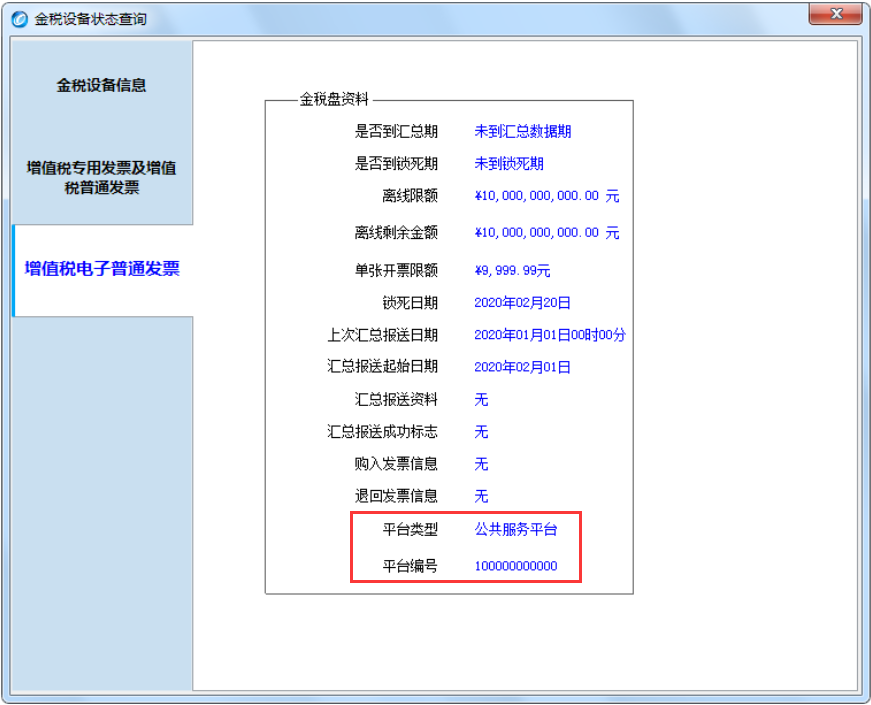 金税设备状态查询
金税设备信息
增值税专用发票及增值
税普通发票
增值税电子普通发票
金税盘资料
是否到汇总期 未到汇总数据期
是否到锁死期 未到锁死期
离线限额 ¥10,000,000,000.00 元
离线剩余金额 ¥10,000,000,000.00 元
单张开票限额 ¥9,999.99元
锁死日期 2020年02月20日
上次汇总报送日期 2020年01月01日00时00分
汇总报送起始日期 2020年02月01日
汇总报送资料 无
汇总报送成功标志 无
购入发票信息 无
退回发票信息 无
平台类型 公共服务平台
平台编号 100000000000